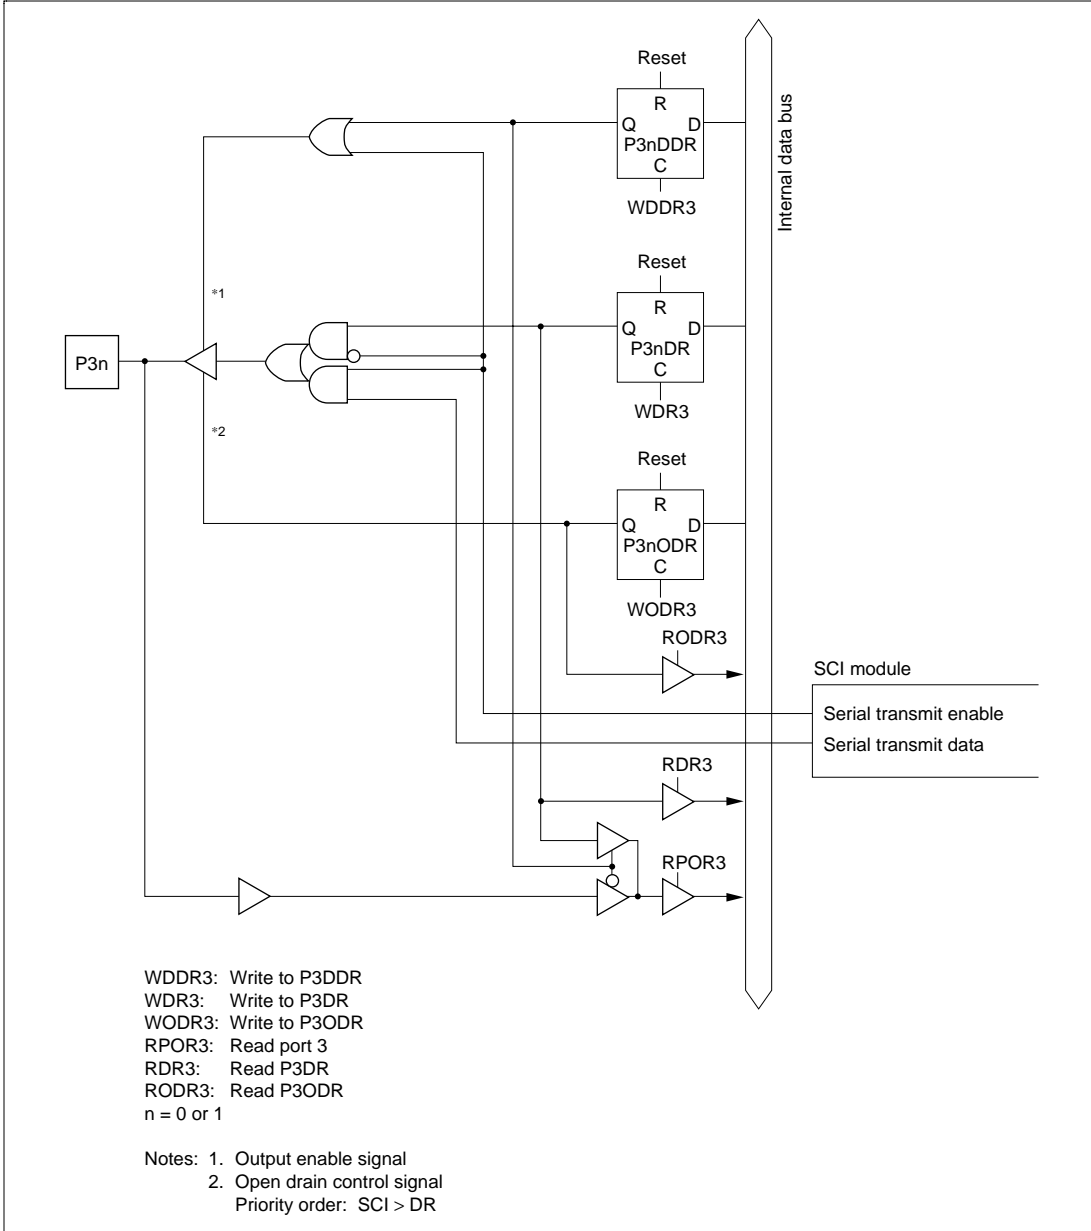 Reset
R
Q D
P3nDDR
C
WDDR3
Internal data bus
*1
Reset
R
Q D
P3nDR
C
WDR3
P3n
*2
Reset
R
Q D
P3nODR
C
WODR3
RODR3
SCI module
Serial transmit enable
Serial transmit data
RDR3
RPOR3
WDDR3: Write to P3DDR
WDR3: Write to P3DR
WODR3: Write to P3ODR
RPOR3: Read port 3
RDR3: Read P3DR
RODR3: Read P3ODR
n = 0 or 1
Notes: 1. Output enable signal
2. Open drain control signal
Priority order: SCI > DR